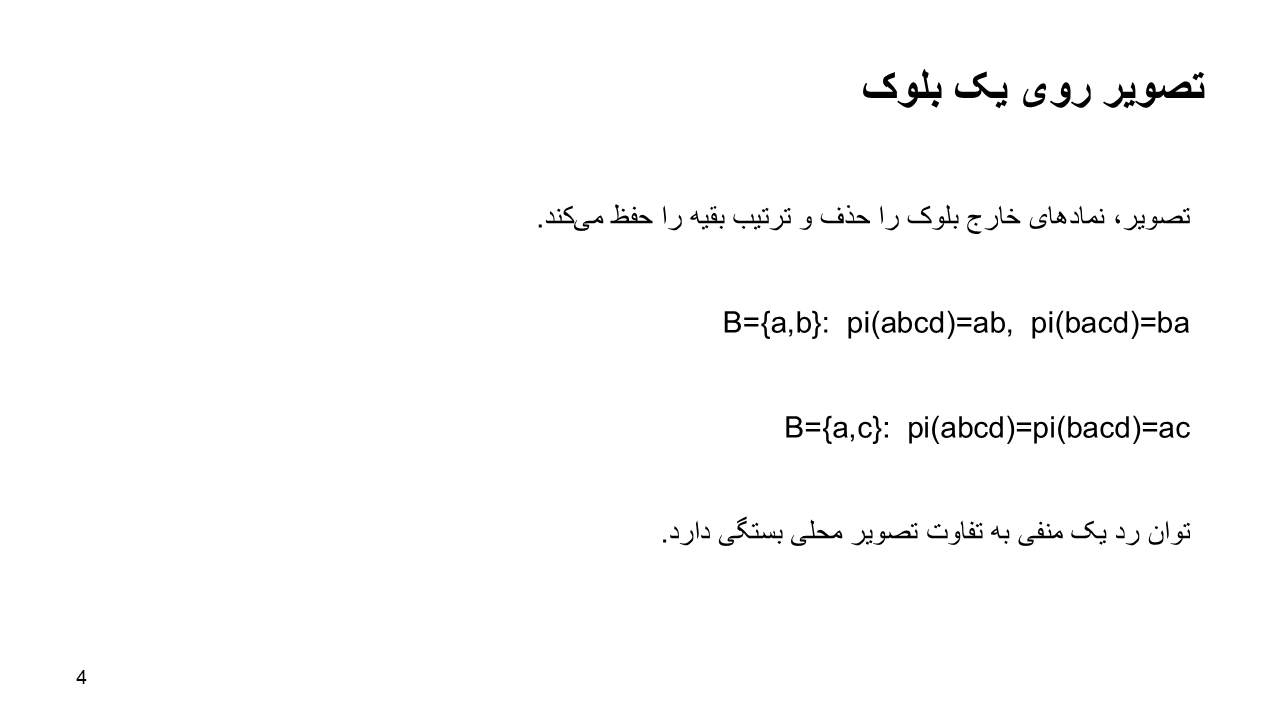 تصویر روی یک بلوک
تصویر، نمادهای خارج بلوک را حذف و ترتیب بقیه را حفظ می‌کند.
B={a,b}:  pi(abcd)=ab,  pi(bacd)=ba
B={a,c}:  pi(abcd)=pi(bacd)=ac
توان رد یک منفی به تفاوت تصویر محلی بستگی دارد.
4